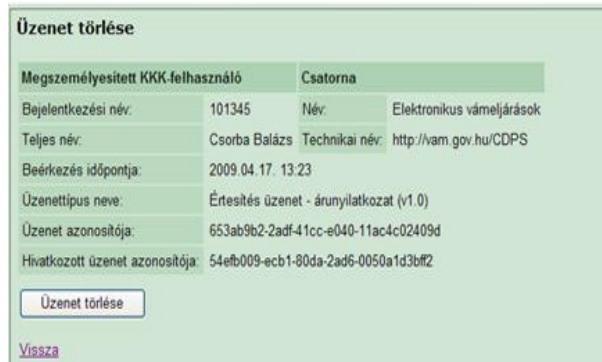 Üzenet törlése
Megszemélyesített KKK-felhasználó Csatorna
Bejelentkezési név: 101345 Név: Elektronikus vámeljárások
Teljes név: Csorba Balázs Technikai név: http://vam.gov.hu/CDPS
Beérkezés időpontja: 2009.04.17. 13:23
Üzenettípus neve: Értesítés üzenet - árunyilatkozat (v1.0)
Üzenet azonosítója: 653ab9b2-2adf-41cc-e040-11ac4c02409d
Hivatkozott üzenet azonosítója: 54efb009-ecb1-80da-2ad6-0050a1d3bff2
Üzenet törlése
Vissza